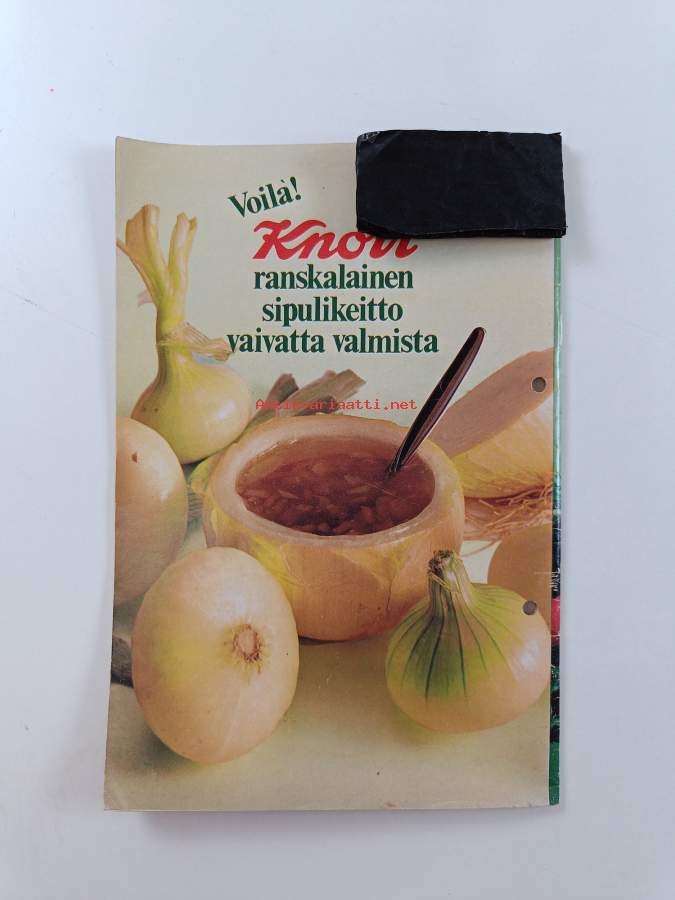 Voilà!
Knorr
ranskalainen
sipulikeitto
vaivatta valmista
Antikvariaatti.net